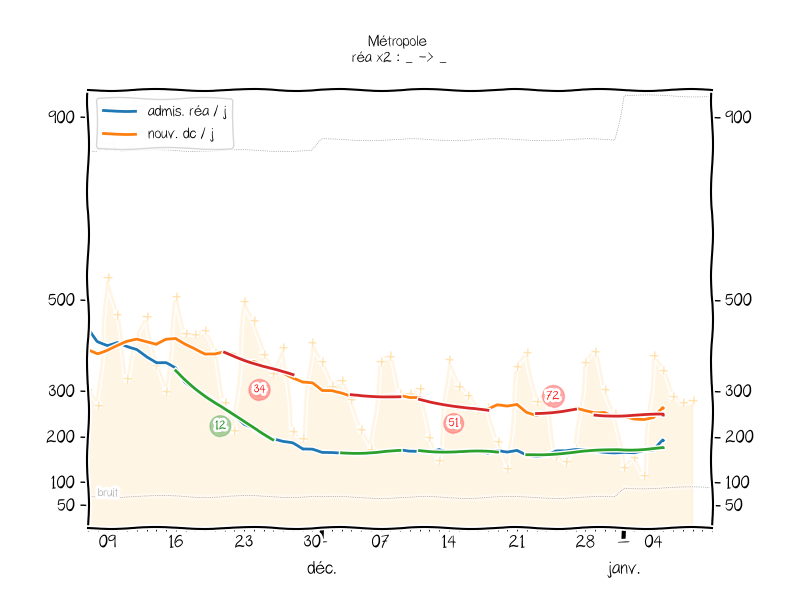 Métropole
réa x2 : _ -> _
admis. réa / j
nouv. dc / j
900
900
500
500
300
300
200
200
100
100
50
50
34
12
51
72
bruit
09 16 23 30 07 14 21 28 04
déc. janv.